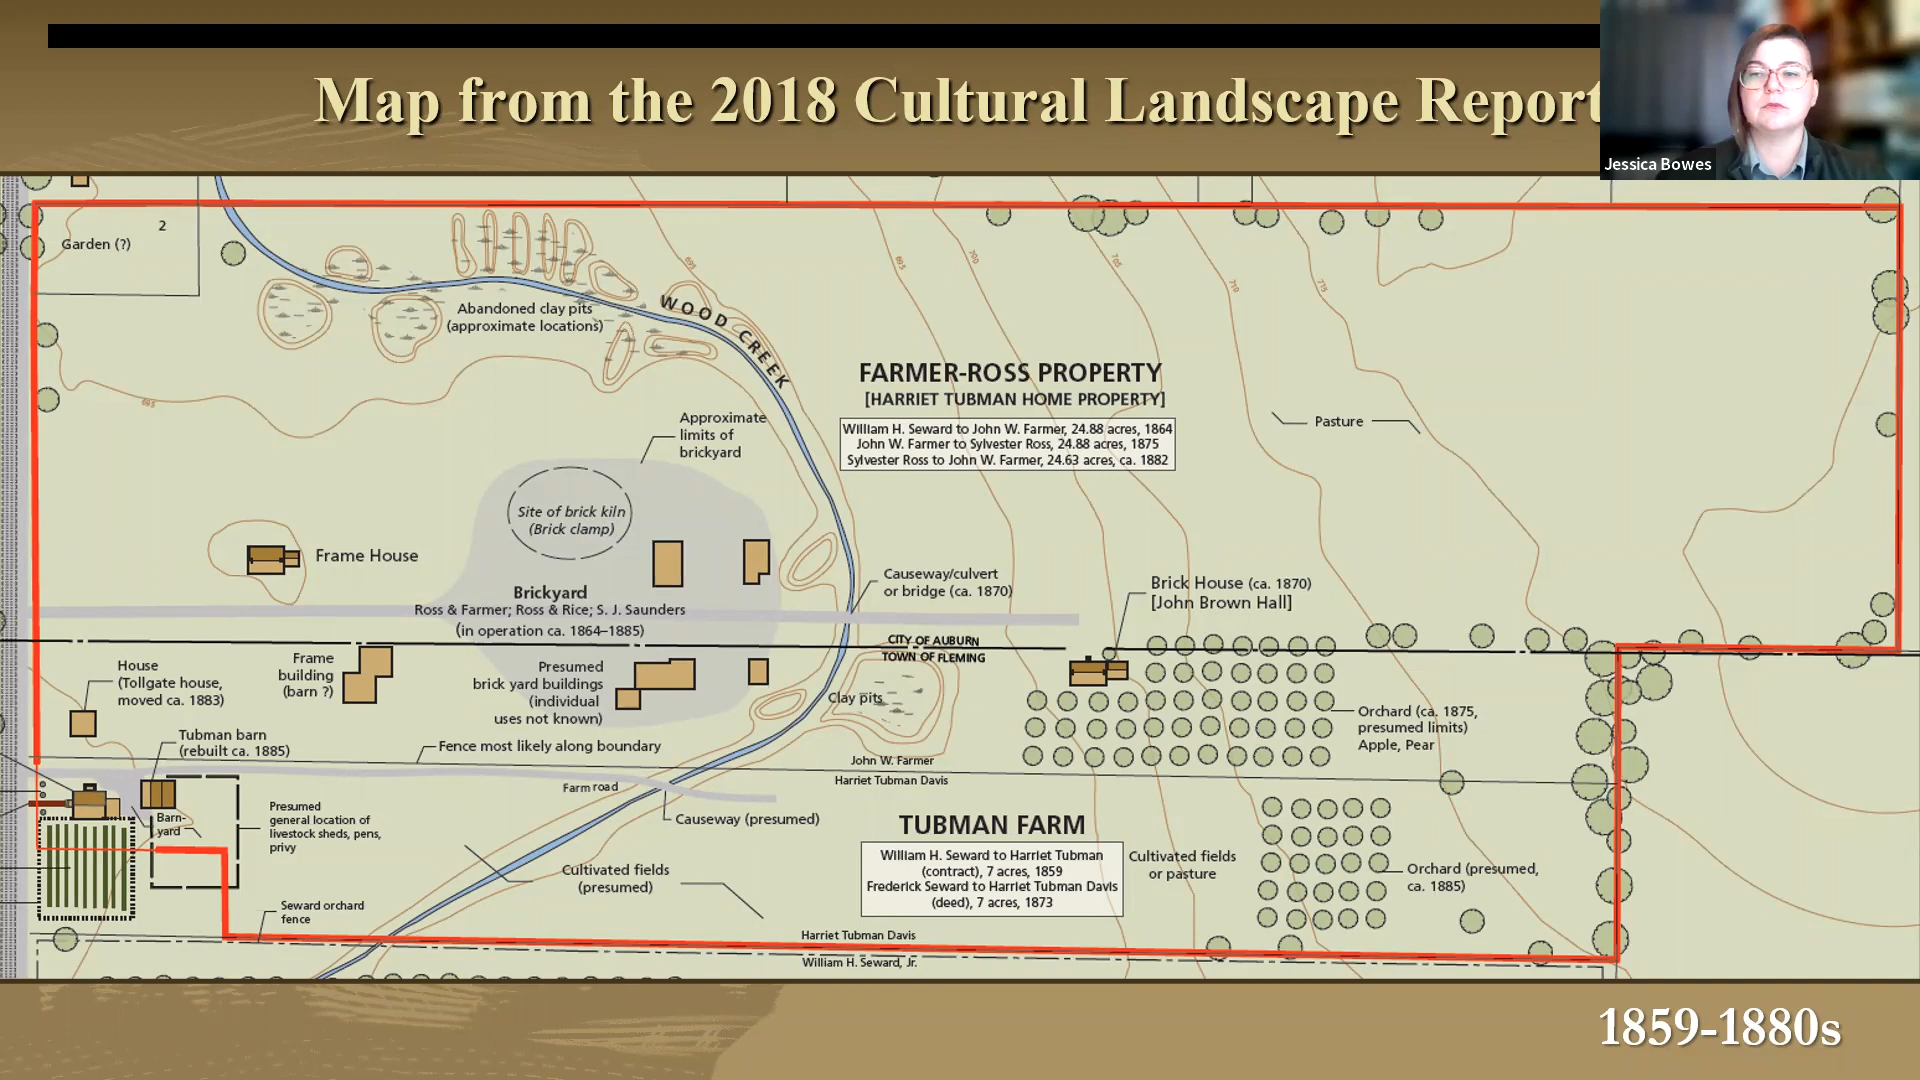 Map from the 2018 Cultural Landscape Report
Jessica Bowes
2
Garden (?)
Abandoned clay pits
(approximate locations)
WOOD CREEK
695
695
695
700
705
710
715
FARMER-ROSS PROPERTY
[HARRIET TUBMAN HOME PROPERTY]
William H. Seward to John W. Farmer, 24.88 acres, 1864
John W. Farmer to Sylvester Ross, 24.88 acres, 1875
Sylvester Ross to John W. Farmer, 24.63 acres, ca. 1882
Pasture
Approximate
limits of
brickyard
Site of brick kiln
(Brick clamp)
Frame House
Brickyard
Ross & Farmer; Ross & Rice; S. J. Saunders
(in operation ca. 1864–1885)
Causeway/culvert
or bridge (ca. 1870)
Brick House (ca. 1870)
[John Brown Hall]
CITY OF AUBURN
TOWN OF FLEMING
House
(Tollgate house,
moved ca. 1883)
Frame
building
(barn ?)
Presumed
brick yard buildings
(individual
uses not known)
Clay pits
Orchard (ca. 1875,
presumed limits)
Apple, Pear
Tubman barn
(rebuilt ca. 1885)
Fence most likely along boundary
John W. Farmer
Harriet Tubman Davis
Farm road
Barn-
yard
Presumed
general location of
livestock sheds, pens,
privy
Causeway (presumed)
TUBMAN FARM
William H. Seward to Harriet Tubman
(contract), 7 acres, 1859
Frederick Seward to Harriet Tubman Davis
(deed), 7 acres, 1873
Cultivated fields
or pasture
Cultivated fields
(presumed)
Orchard (presumed,
ca. 1885)
Seward orchard
fence
Harriet Tubman Davis
William H. Seward, Jr.
1859-1880s